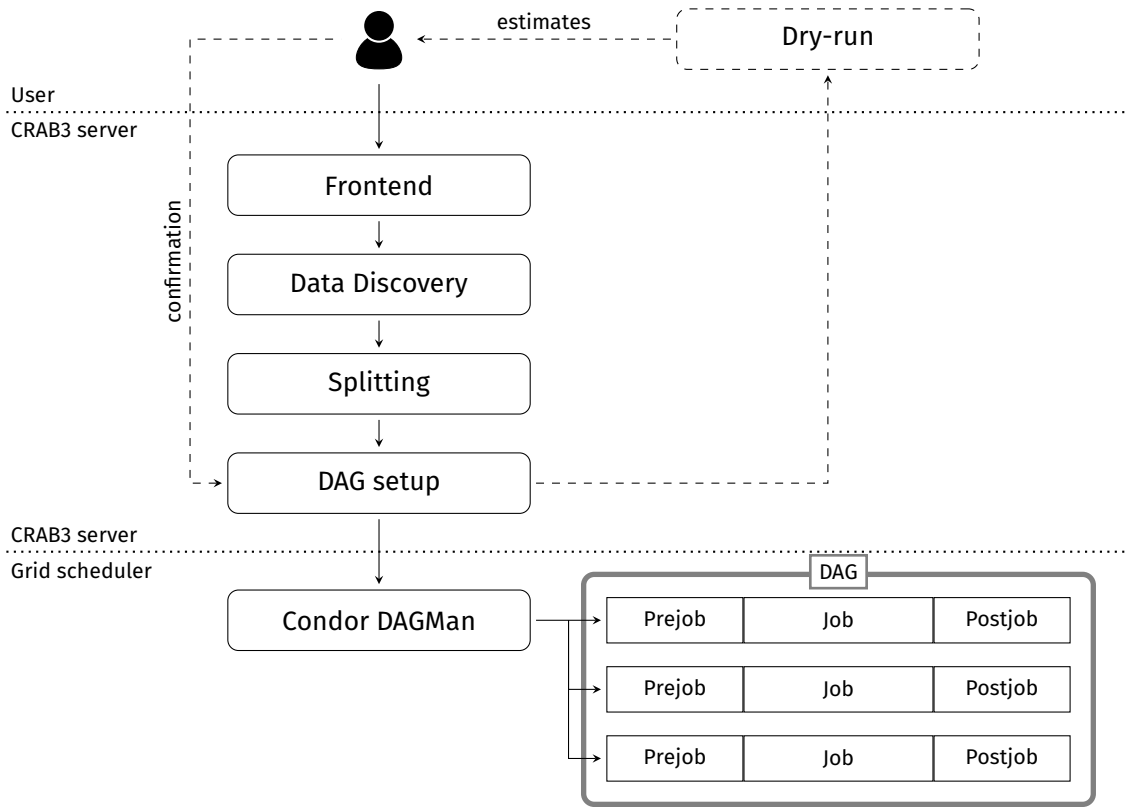 estimates
Dry-run
User
CRAB3 server
Frontend
confirmation
Data Discovery
Splitting
DAG setup
CRAB3 server
Grid scheduler
DAG
Condor DAGMan
Prejob Job Postjob
Prejob Job Postjob
Prejob Job Postjob